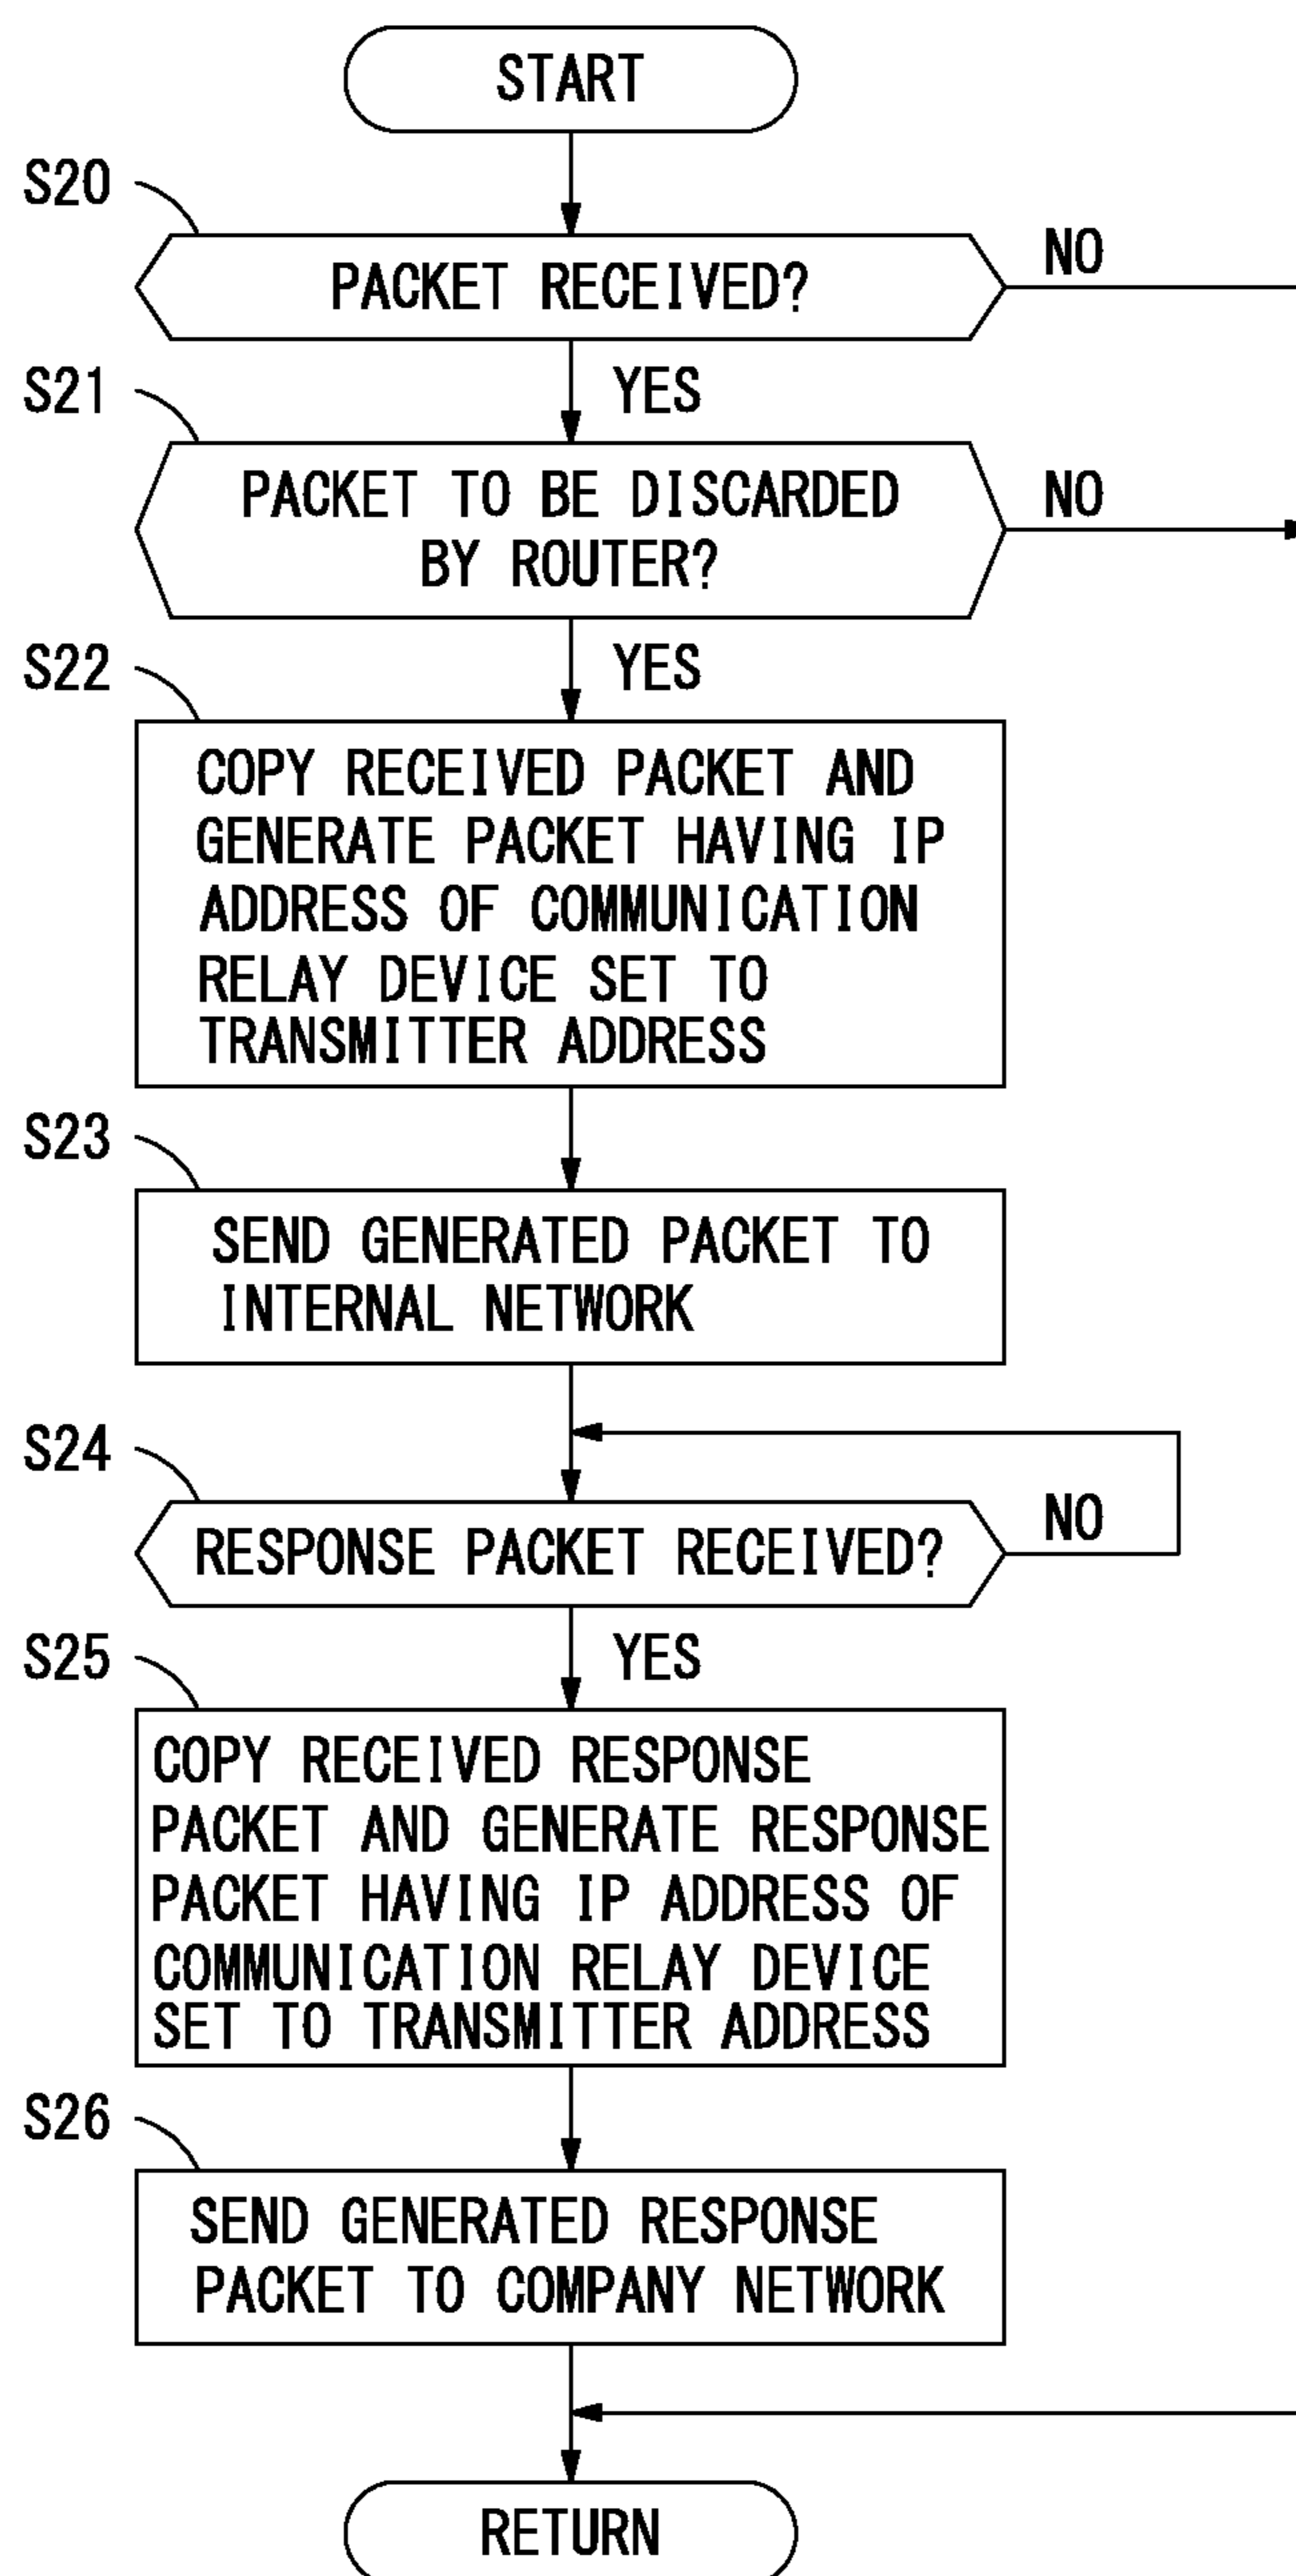 START
S20
PACKET RECEIVED?
NO
YES
S21
PACKET TO BE DISCARDED
BY ROUTER?
NO
YES
S22
COPY RECEIVED PACKET AND
GENERATE PACKET HAVING IP
ADDRESS OF COMMUNICATION
RELAY DEVICE SET TO
TRANSMITTER ADDRESS
S23
SEND GENERATED PACKET TO
INTERNAL NETWORK
S24
RESPONSE PACKET RECEIVED?
NO
YES
S25
COPY RECEIVED RESPONSE
PACKET AND GENERATE RESPONSE
PACKET HAVING IP ADDRESS OF
COMMUNICATION RELAY DEVICE
SET TO TRANSMITTER ADDRESS
S26
SEND GENERATED RESPONSE
PACKET TO COMPANY NETWORK
RETURN